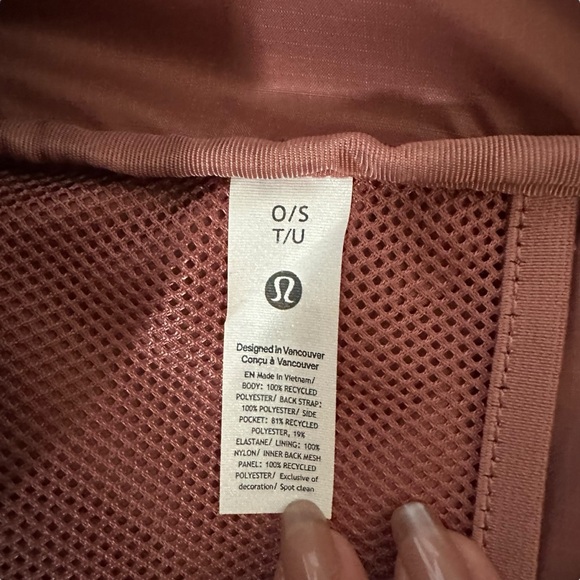 O/S
T/U
Designed in Vancouver
Conçu à Vancouver
EN Made in Vietnam/
BODY: 100% RECYCLED
POLYESTER/ BACK STRAP:
100% POLYESTER/ SIDE
POCKET: 81% RECYCLED
POLYESTER, 19%
ELASTANE/ LINING: 100%
NYLON/ INNER BACK MESH
PANEL: 100% RECYCLED
POLYESTER/ Exclusive of
decoration/ Spot clean